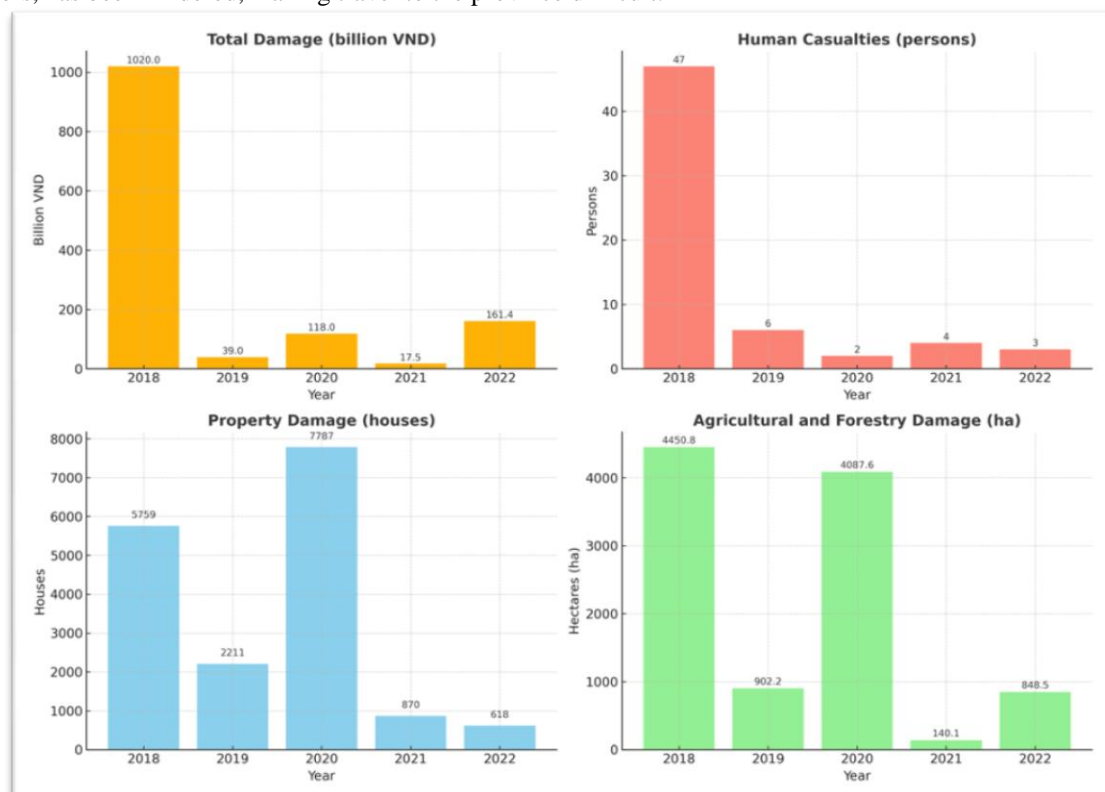 Total Damage (billion VND)
1020.0
1000
800
600
400
200
0
Billion VND
39.0
118.0
17.5
161.4
2018 2019 2020 2021 2022
Year
Human Casualties (persons)
47
40
30
20
10
0
Persons
6
2
4
3
2018 2019 2020 2021 2022
Year
Property Damage (houses)
8000
7000
6000
5000
4000
3000
2000
1000
0
Houses
5759
2211
7787
870
618
2018 2019 2020 2021 2022
Year
Agricultural and Forestry Damage (ha)
4000
3000
2000
1000
0
Hectares (ha)
4450.8
902.2
4087.6
140.1
848.5
2018 2019 2020 2021 2022
Year